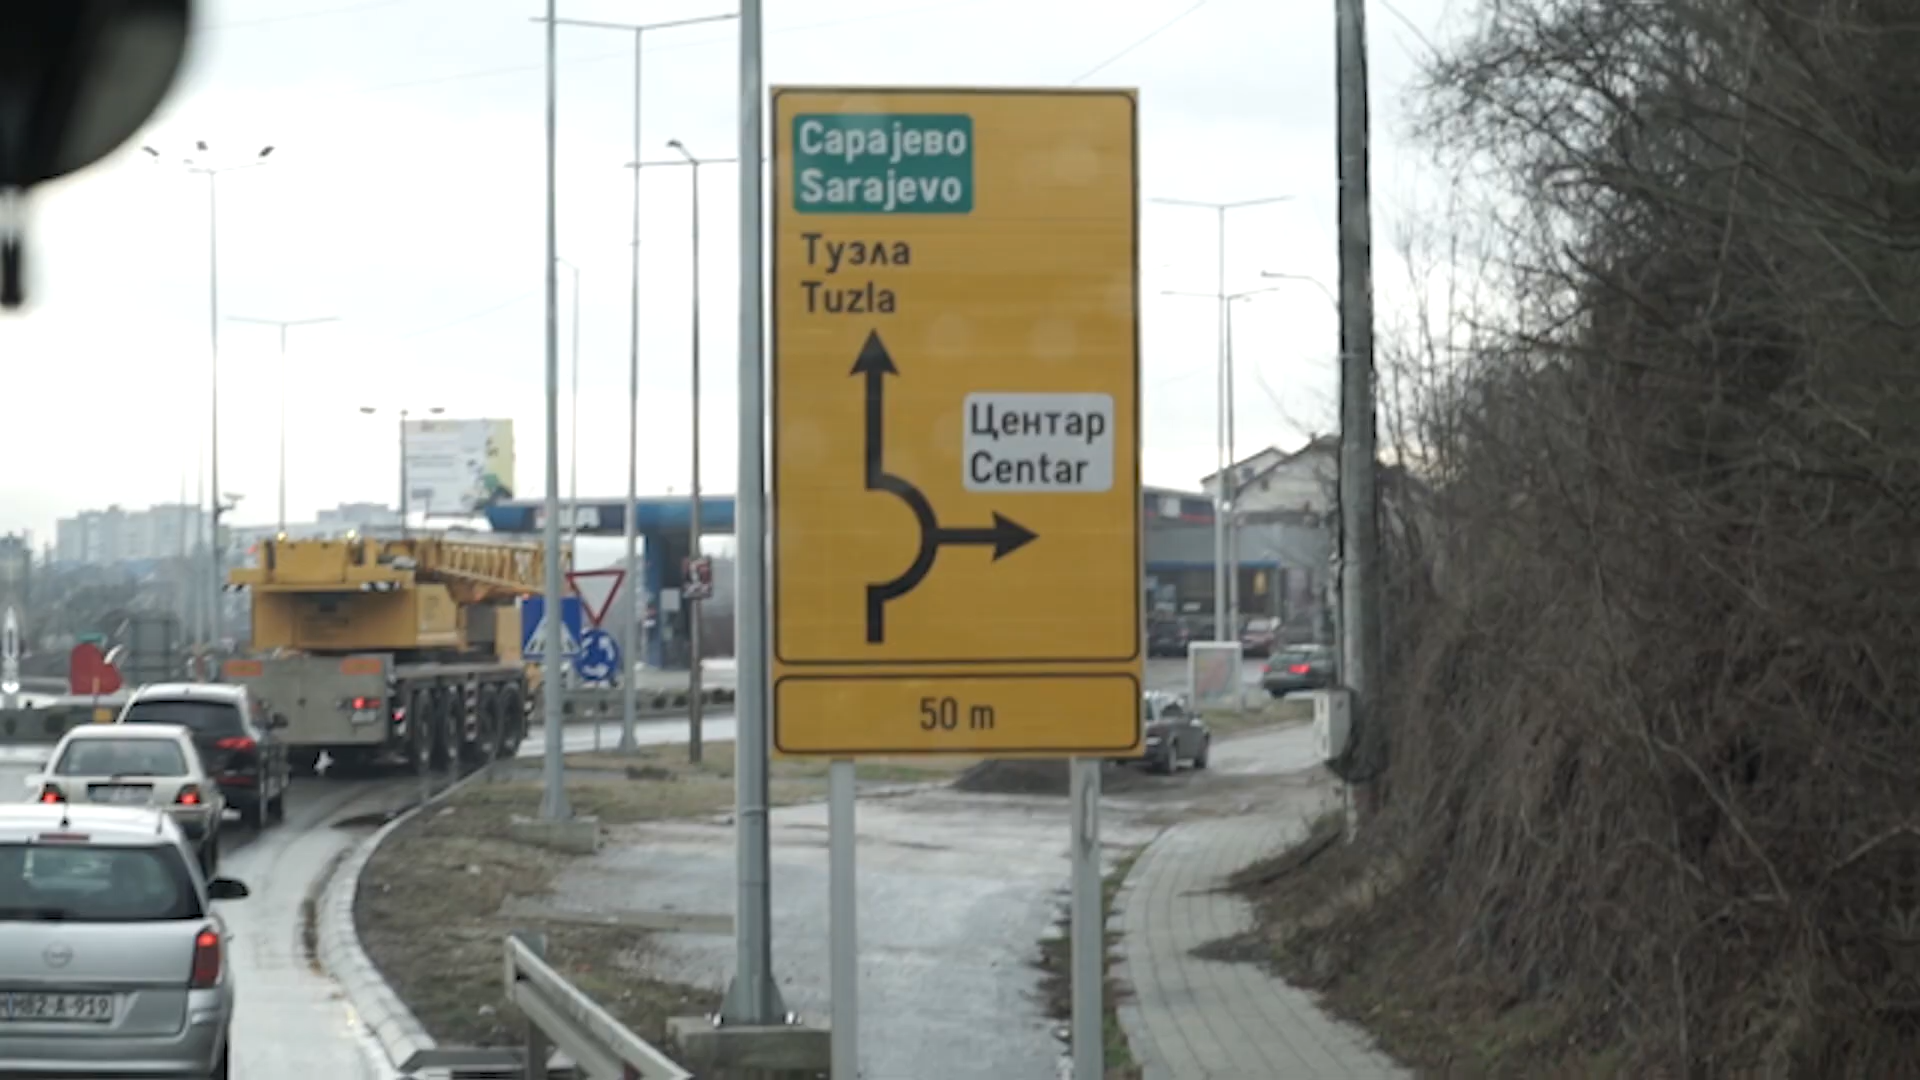 Сарајево
Sarajevo
Тузла
Tuzla
Центар
Centar
50 m